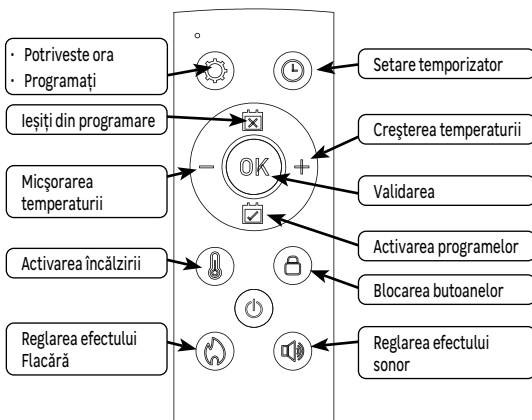 · Potriveste ora
· Programați
Ieșiți din programare
Micşorarea
temperaturii
Activarea încălzirii
Reglarea efectului
Flacără
OK
Setare temporizator
Creşterea temperaturii
Validarea
Activarea programelor
Blocarea butoanelor
Reglarea efectului
sonor